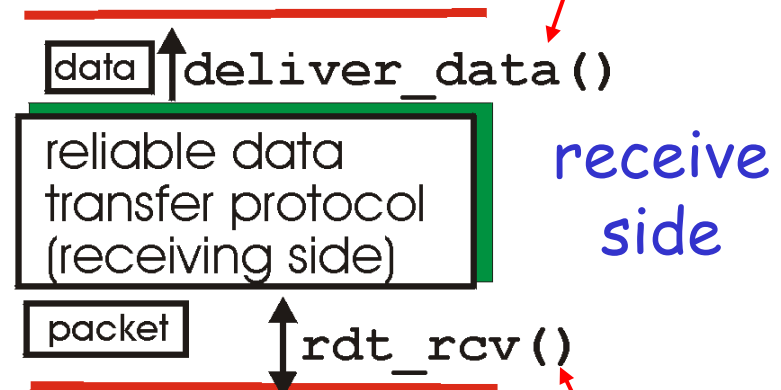 data deliver_data()
reliable data
transfer protocol
(receiving side)
receive
side
packet rdt_rcv()